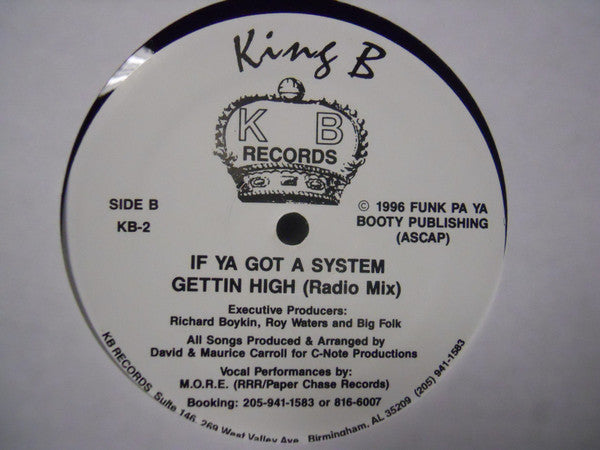 King B
K B
RECORDS
SIDE B
KB-2
© 1996 FUNK PA YA
BOOTY PUBLISHING
(ASCAP)
IF YA GOT A SYSTEM
GETTIN HIGH (Radio Mix)
Executive Producers:
Richard Boykin, Roy Waters and Big Folk
All Songs Produced & Arranged by
David & Maurice Carroll for C-Note Productions
Vocal Performances by:
M.O.R.E. (RRR/Paper Chase Records)
Booking: 205-941-1583 or 816-6007
KB RECORDS, Suite 146, 269 West Valley Ave., Birmingham, AL 35209 (205) 941-1583